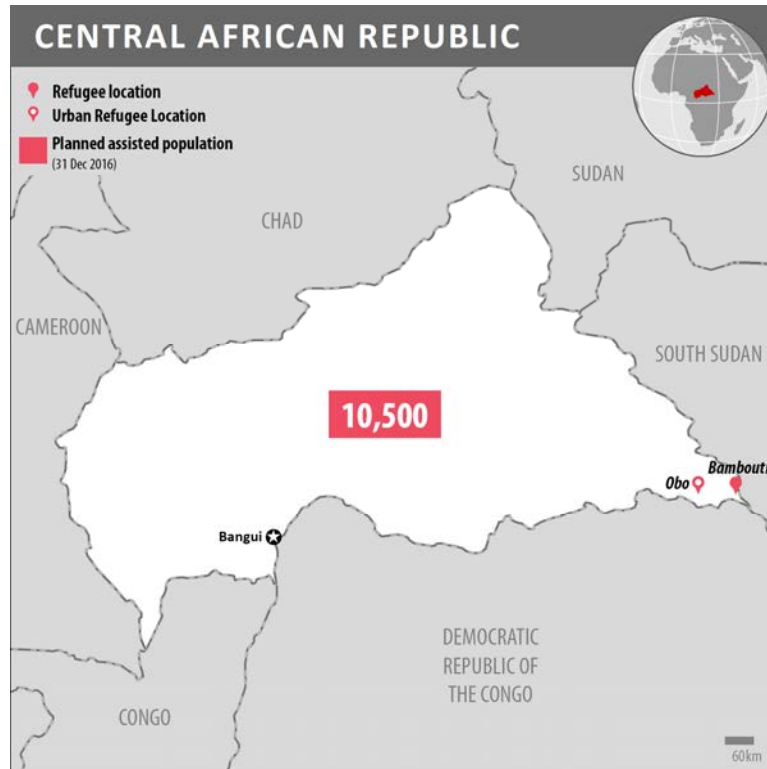 CENTRAL AFRICAN REPUBLIC
Refugee location
Urban Refugee Location
Planned assisted population
(31 Dec 2016)
SUDAN
CHAD
CAMEROON
SOUTH SUDAN
10,500
Bambouti
Obo
Bangui
DEMOCRATIC
REPUBLIC OF
THE CONGO
CONGO
60km